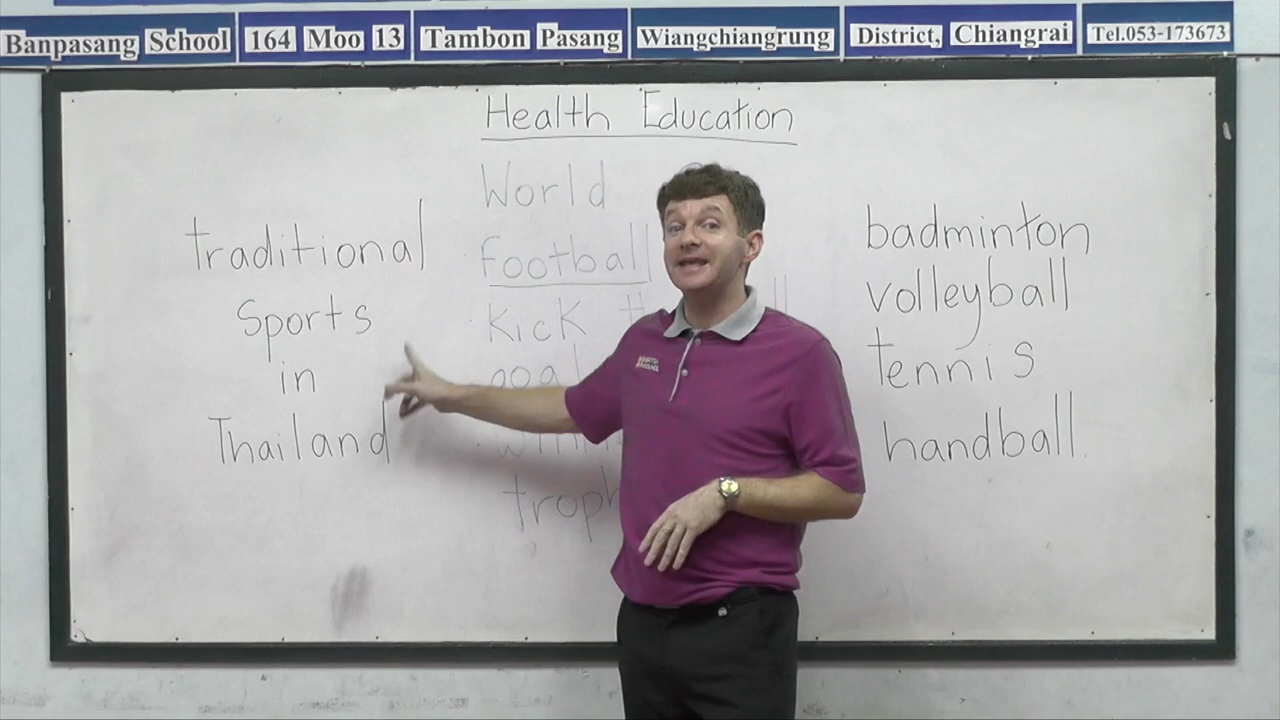 Banpasang School 164 Moo 13 Tambon Pasang Wiangchiangrung District, Chiangrai Tel.053-173673
Health Education
traditional
Sports
in
Thailand
World
football
Kick
goal
badminton
volleyball
tennis
handball.